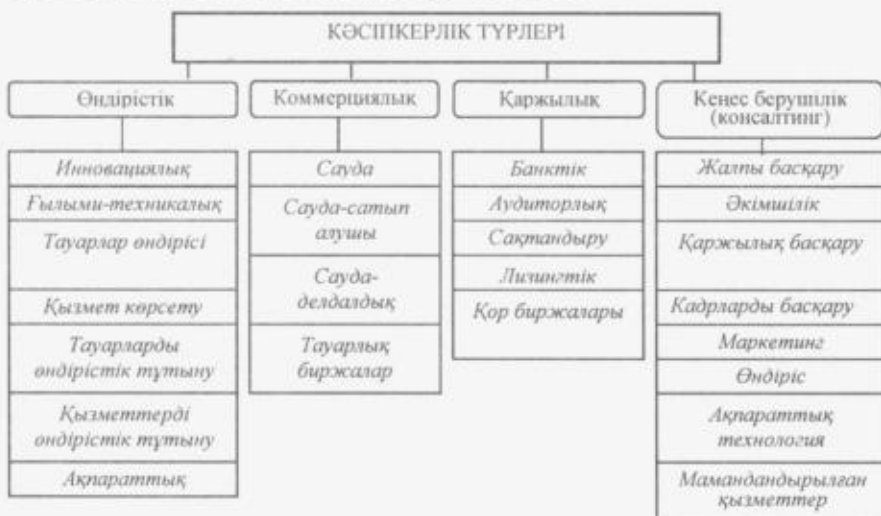 КӘСІПКЕРЛІК ТҮРЛЕРІ
Өндірістік
Инновациялық
Ғылыми-техникалық
Тауарлар өндірісі
Қызмет көрсету
Тауарларды
өндірістік тұтыну
Қызметтерді
өндірістік тұтыну
Ақпараттық
Коммерциялық
Сауда
Сауда-сатып
алушы
Сауда-
делдалдық
Тауарлық
биржалар
Қаржылық
Банктік
Аудиторлық
Сақтандыру
Лизингтік
Қор биржалары
Кеңес берушілік
(консалтинг)
Жалпы басқару
Әкімшілік
Қаржылық басқару
Кадрларды басқару
Маркетинг
Өндіріс
Ақпараттық
технология
Мамандандырылған
қызметтер